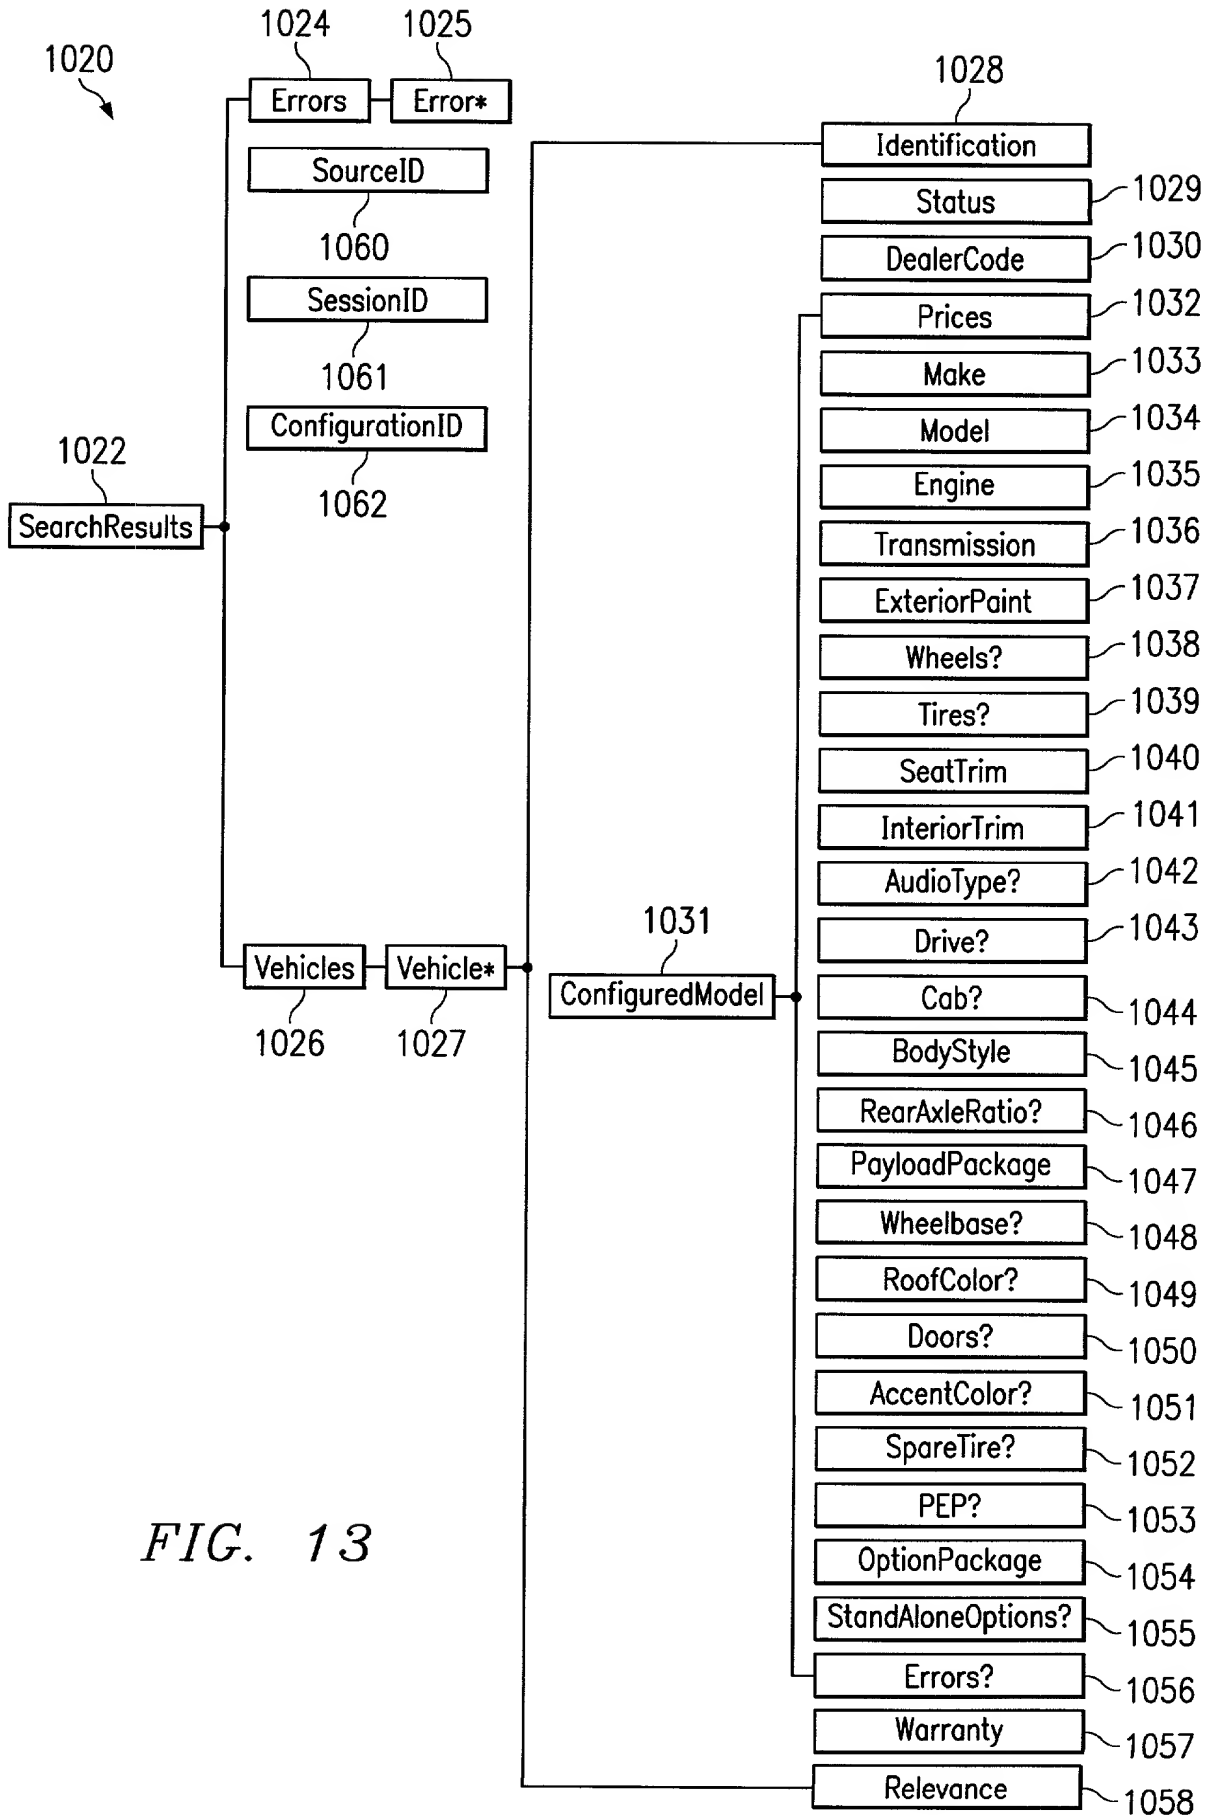 1020
1024
1025
Errors
Error*
SourceID
1060
SessionID
1061
ConfigurationID
1062
1022
SearchResults
Vehicles
Vehicle*
1026
1027
1031
ConfiguredModel
1028
Identification
Status 1029
DealerCode 1030
Prices 1032
Make 1033
Model 1034
Engine 1035
Transmission 1036
ExteriorPaint 1037
Wheels? 1038
Tires? 1039
SeatTrim 1040
InteriorTrim 1041
AudioType? 1042
Drive? 1043
Cab? 1044
BodyStyle 1045
RearAxleRatio? 1046
PayloadPackage 1047
Wheelbase? 1048
RoofColor? 1049
Doors? 1050
AccentColor? 1051
SpareTire? 1052
PEP? 1053
OptionPackage 1054
StandAloneOptions? 1055
Errors? 1056
Warranty 1057
Relevance 1058
FIG. 13